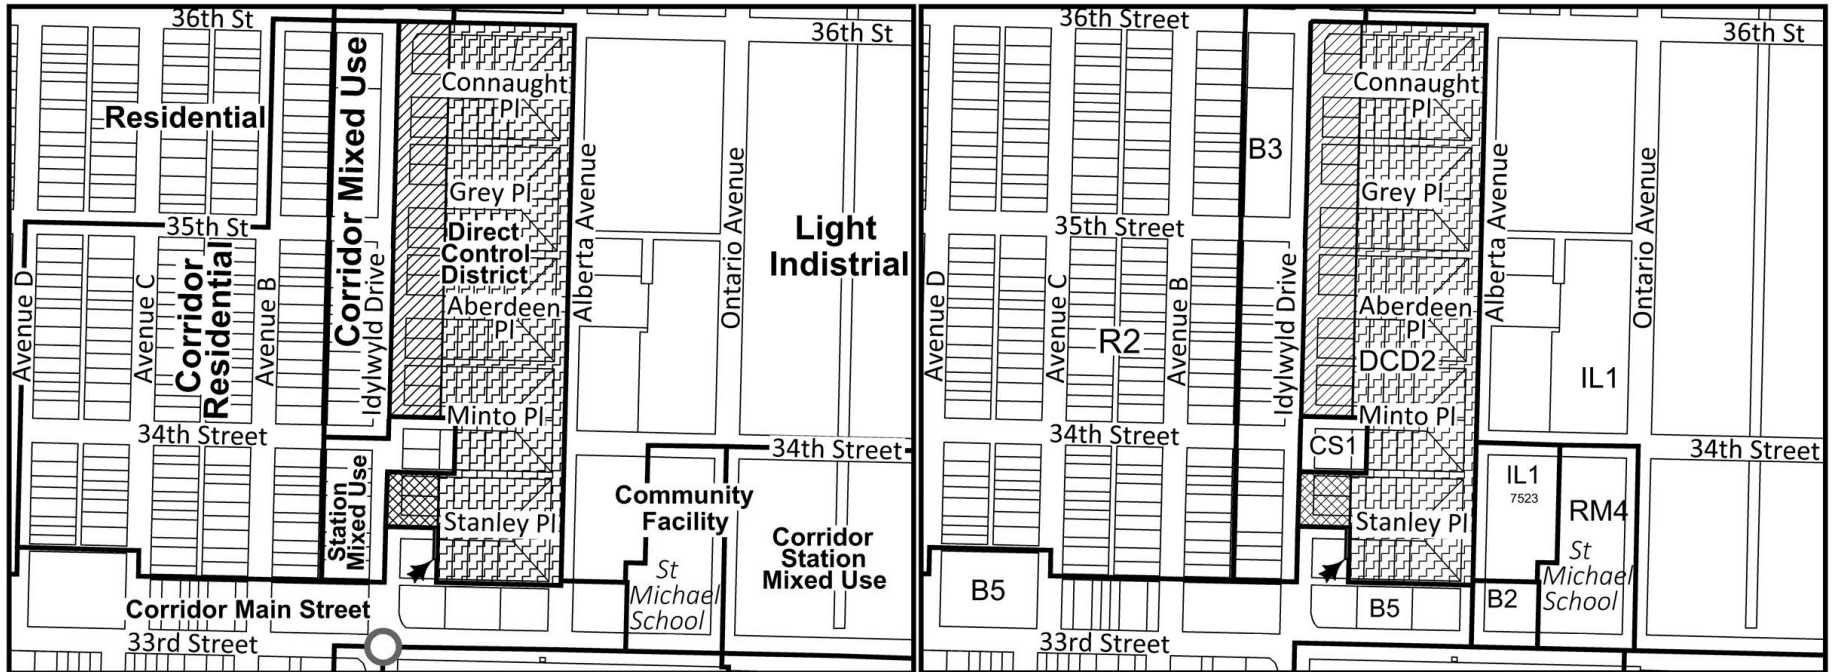 36th St
36th St
Residential
Corridor Mixed Use
Connaught
Pl
Grey Pl
35th St
Direct
Control
District
Light
Indistrial
Avenue D
Avenue C
Corridor
Residential
Avenue B
Idylwyld Drive
Aberdeen
Pl
Alberta Avenue
Ontario Avenue
Minto Pl
34th Street
34th Street
Station
Mixed Use
Stanley Pl
Community
Facility
Corridor
Station
Mixed Use
St
Michael
School
Corridor Main Street
33rd Street
36th Street
36th St
B3
Connaught
Pl
Grey Pl
35th Street
Avenue D
Avenue C
R2
Avenue B
Idylwyld Drive
Aberdeen
Pl
DCD2
Alberta Avenue
Ontario Avenue
IL1
Minto Pl
34th Street
CS1
34th Street
IL1
7523
RM4
Stanley Pl
St
Michael
School
B5
B5
B2
33rd Street